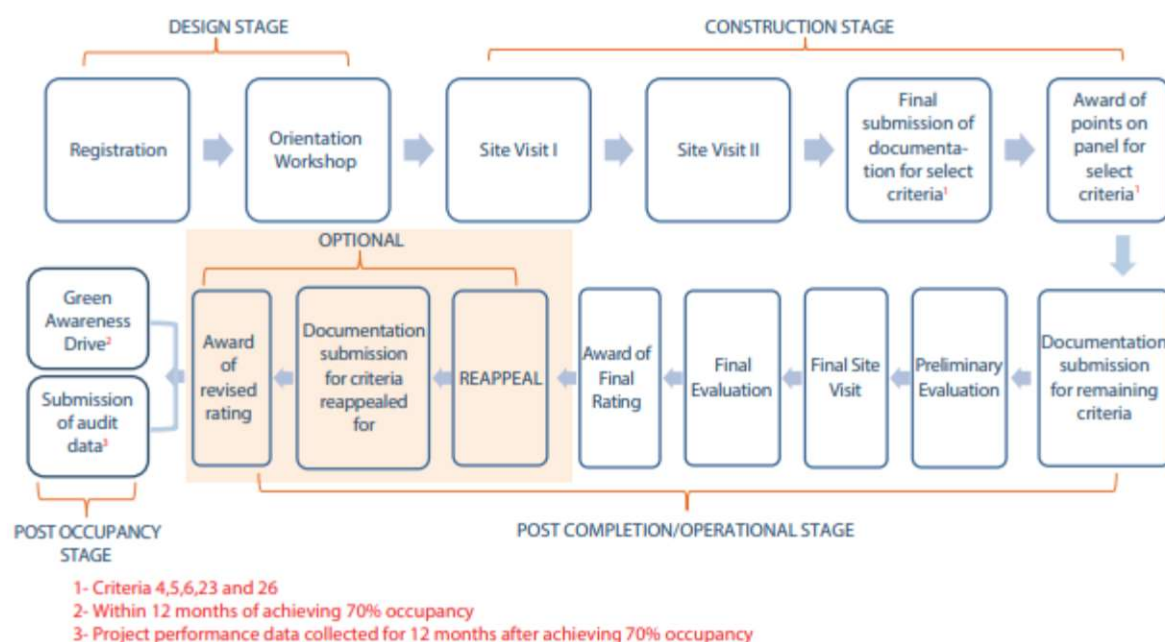 DESIGN STAGE
CONSTRUCTION STAGE
Registration
Orientation
Workshop
Site Visit I
Site Visit II
Final
submission of
documenta-
tion for select
criteria1
Award of
points on
panel for
select
criteria1
OPTIONAL
Green
Awareness
Drive2
Submission
of audit
data3
Award
of
revised
rating
Documentation
submission
for criteria
reappealed
for
REAPPEAL
Award of
Final
Rating
Final
Evaluation
Final Site
Visit
Preliminary
Evaluation
Documentation
submission
for remaining
criteria
POST OCCUPANCY
STAGE
POST COMPLETION/OPERATIONAL STAGE
1- Criteria 4,5,6,23 and 26
2- Within 12 months of achieving 70% occupancy
3- Project performance data collected for 12 months after achieving 70% occupancy